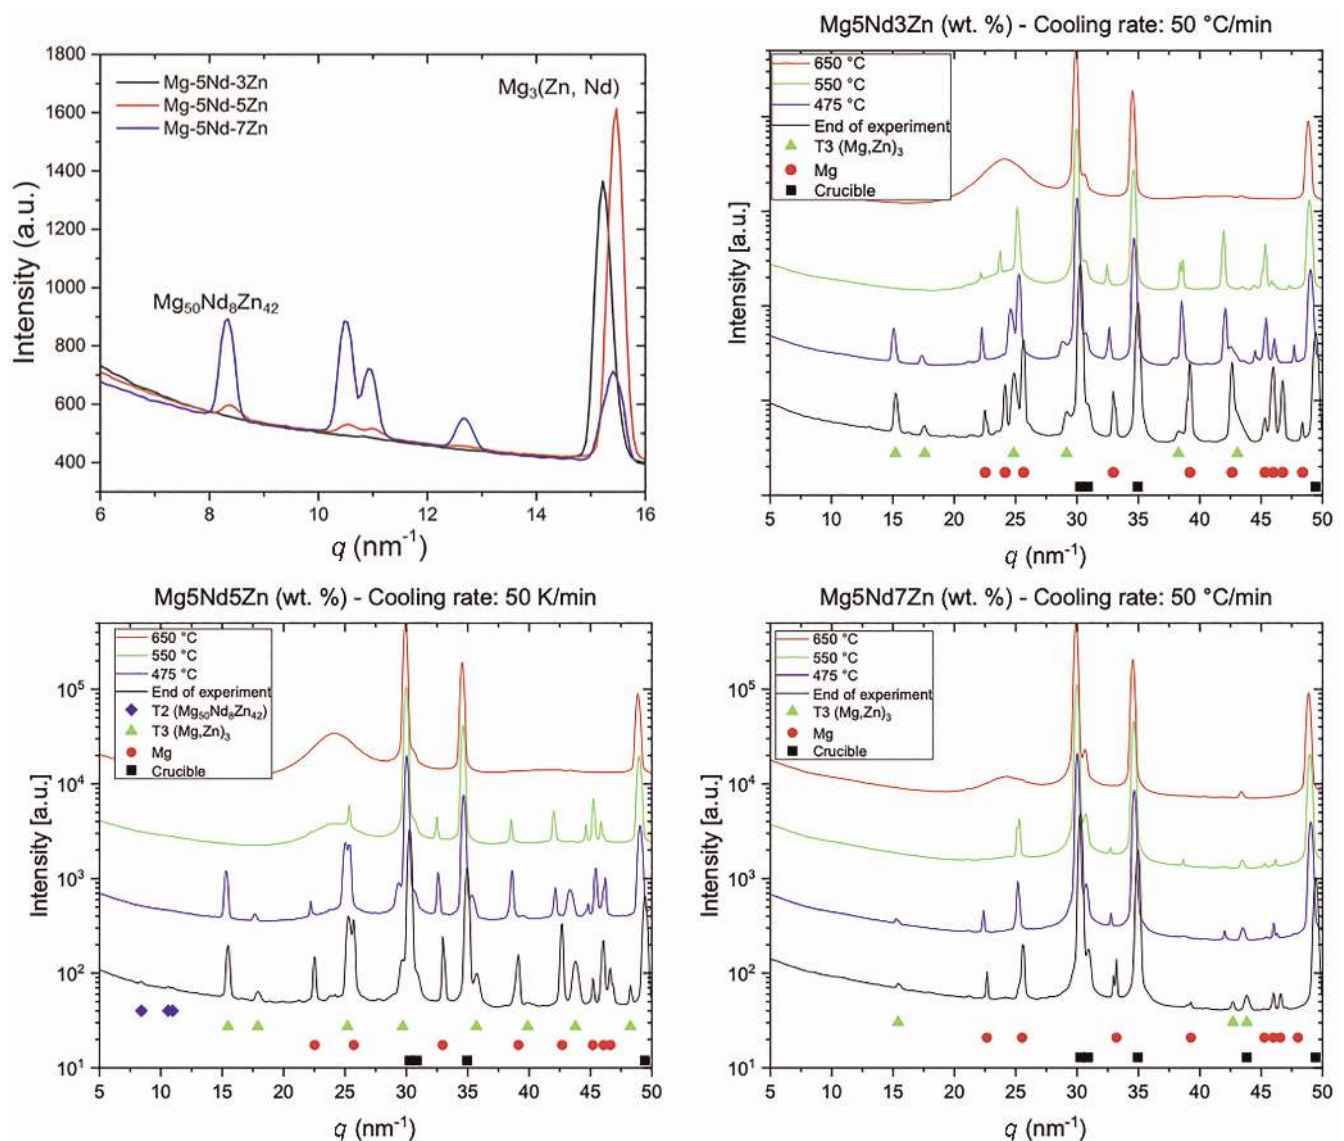 1800
1600
1400
1200
1000
800
600
400
Intensity (a.u.)
Mg-5Nd-3Zn
Mg-5Nd-5Zn
Mg-5Nd-7Zn
Mg₃(Zn, Nd)
Mg₅₀Nd₈Zn₄₂
6 8 10 12 14 16
q (nm⁻¹)
Mg5Nd3Zn (wt. %) - Cooling rate: 50 °C/min
650 °C
550 °C
475 °C
End of experiment
T3 (Mg,Zn)₃
Mg
Crucible
Intensity [a.u.]
5 10 15 20 25 30 35 40 45 50
q (nm⁻¹)
Mg5Nd5Zn (wt. %) - Cooling rate: 50 K/min
650 °C
550 °C
475 °C
End of experiment
T2 (Mg₅₀Nd₈Zn₄₂)
T3 (Mg,Zn)₃
Mg
Crucible
10⁵
10⁴
10³
10²
10¹
Intensity [a.u.]
5 10 15 20 25 30 35 40 45 50
q (nm⁻¹)
Mg5Nd7Zn (wt. %) - Cooling rate: 50 °C/min
650 °C
550 °C
475 °C
End of experiment
T3 (Mg,Zn)₃
Mg
Crucible
10⁵
10⁴
10³
10²
10¹
Intensity [a.u.]
5 10 15 20 25 30 35 40 45 50
q (nm⁻¹)